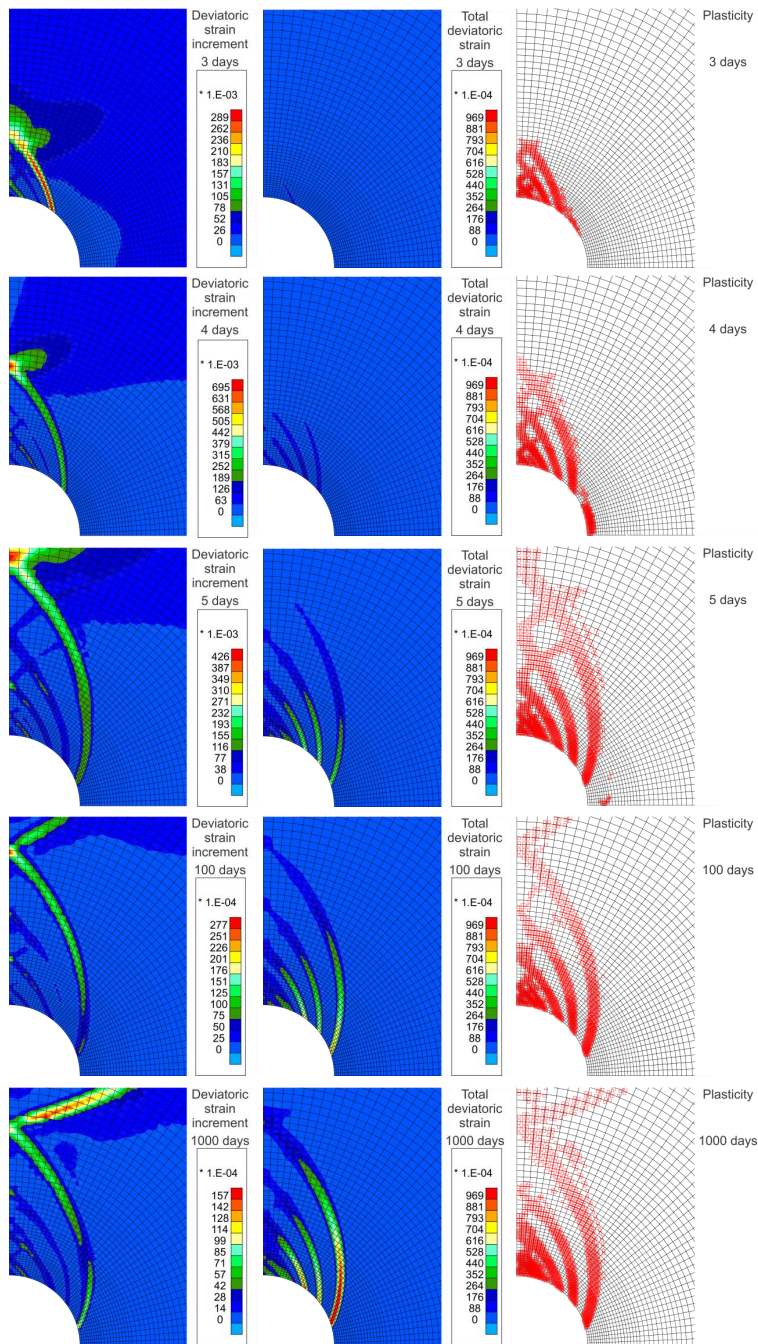 Deviatoric
strain
increment
3 days
* 1.E-03
289
262
236
210
183
157
131
105
78
52
26
0
Total
deviatoric
strain
3 days
* 1.E-04
969
881
793
704
616
528
440
352
264
176
88
0
Plasticity
3 days
Deviatoric
strain
increment
4 days
* 1.E-03
695
631
568
505
442
379
315
252
189
126
63
0
Total
deviatoric
strain
4 days
* 1.E-04
969
881
793
704
616
528
440
352
264
176
88
0
Plasticity
4 days
Deviatoric
strain
increment
5 days
* 1.E-03
426
387
349
310
271
232
193
155
116
77
38
0
Total
deviatoric
strain
5 days
* 1.E-04
969
881
793
704
616
528
440
352
264
176
88
0
Plasticity
5 days
Deviatoric
strain
increment
100 days
* 1.E-04
277
251
226
201
176
151
125
100
75
50
25
0
Total
deviatoric
strain
100 days
* 1.E-04
969
881
793
704
616
528
440
352
264
176
88
0
Plasticity
100 days
Deviatoric
strain
increment
1000 days
* 1.E-04
157
142
128
114
99
85
71
57
42
28
14
0
Total
deviatoric
strain
1000 days
* 1.E-04
969
881
793
704
616
528
440
352
264
176
88
0
Plasticity
1000 days